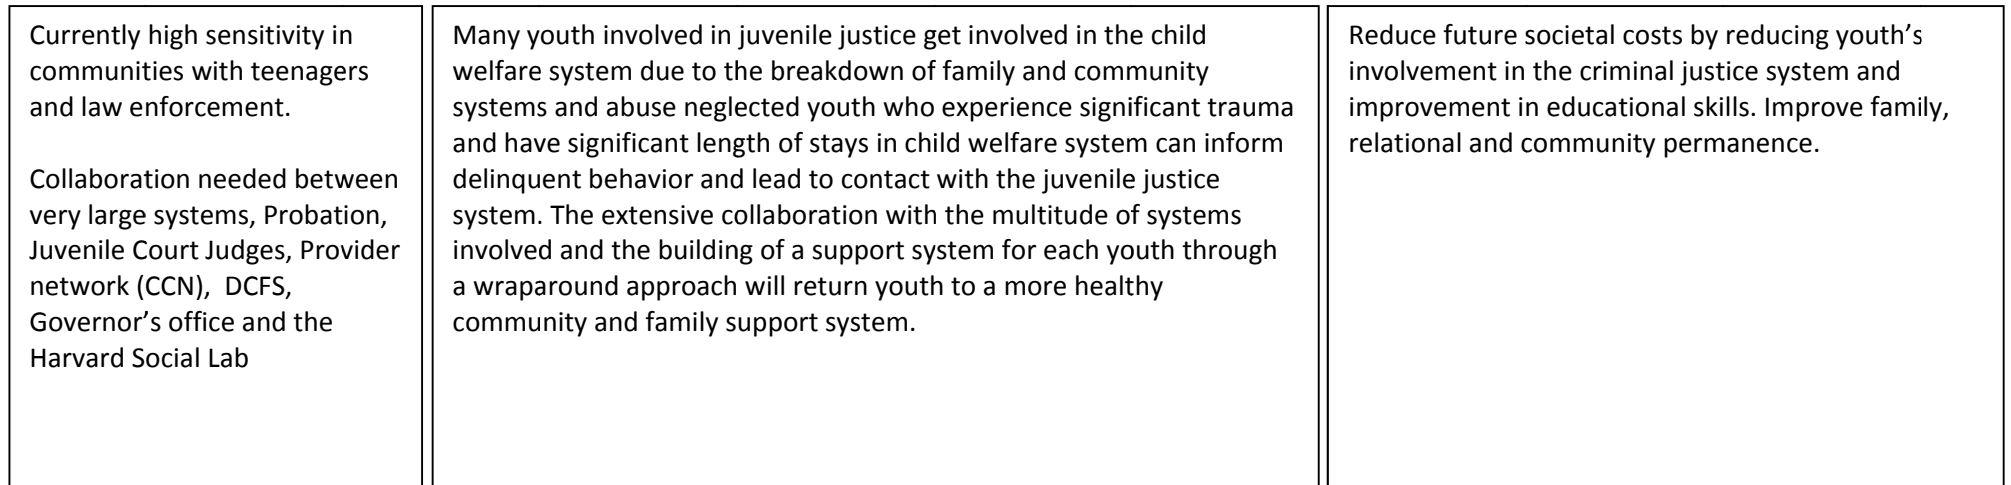 Currently high sensitivity in
communities with teenagers
and law enforcement.
Collaboration needed between
very large systems, Probation,
Juvenile Court Judges, Provider
network (CCN),  DCFS,
Governor’s office and the
Harvard Social Lab
Many youth involved in juvenile justice get involved in the child
welfare system due to the breakdown of family and community
systems and abuse neglected youth who experience significant trauma
and have significant length of stays in child welfare system can inform
delinquent behavior and lead to contact with the juvenile justice
system. The extensive collaboration with the multitude of systems
involved and the building of a support system for each youth through
a wraparound approach will return youth to a more healthy
community and family support system.
Reduce future societal costs by reducing youth’s
involvement in the criminal justice system and
improvement in educational skills. Improve family,
relational and community permanence.